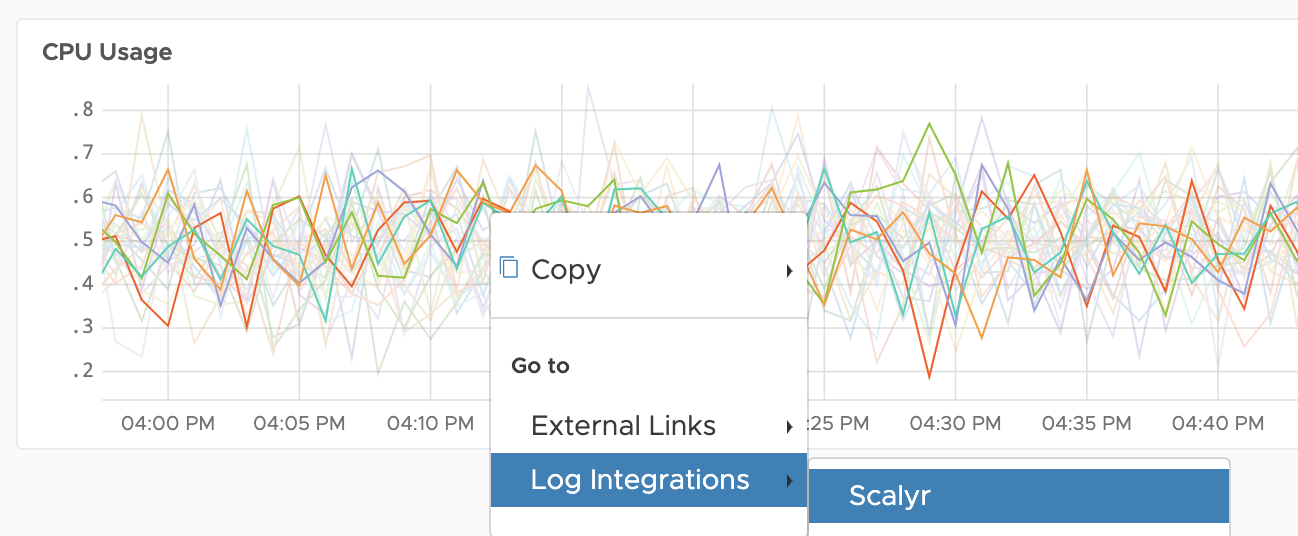 CPU Usage
.8
.7
.6
.5
.4
.3
.2
04:00 PM 04:05 PM 04:10 PM :25 PM 04:30 PM 04:35 PM 04:40 PM
Copy
Go to
External Links
Log Integrations
Scalyr